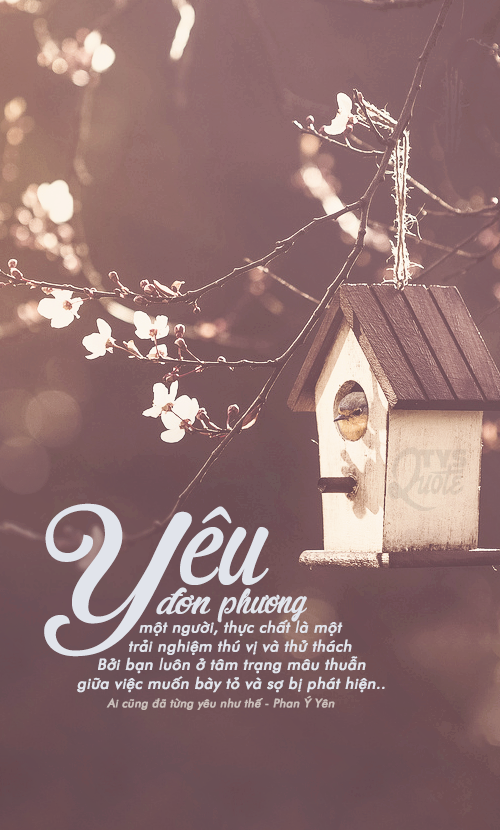 Yêu
đơn phương
một người, thực chất là một
trải nghiệm thú vị và thử thách
Bởi bạn luôn ở tâm trạng mâu thuẫn
giữa việc muốn bày tỏ và sợ bị phát hiện..
Ai cũng đã từng yêu như thế - Phan Ý Yên
TYS
Quote